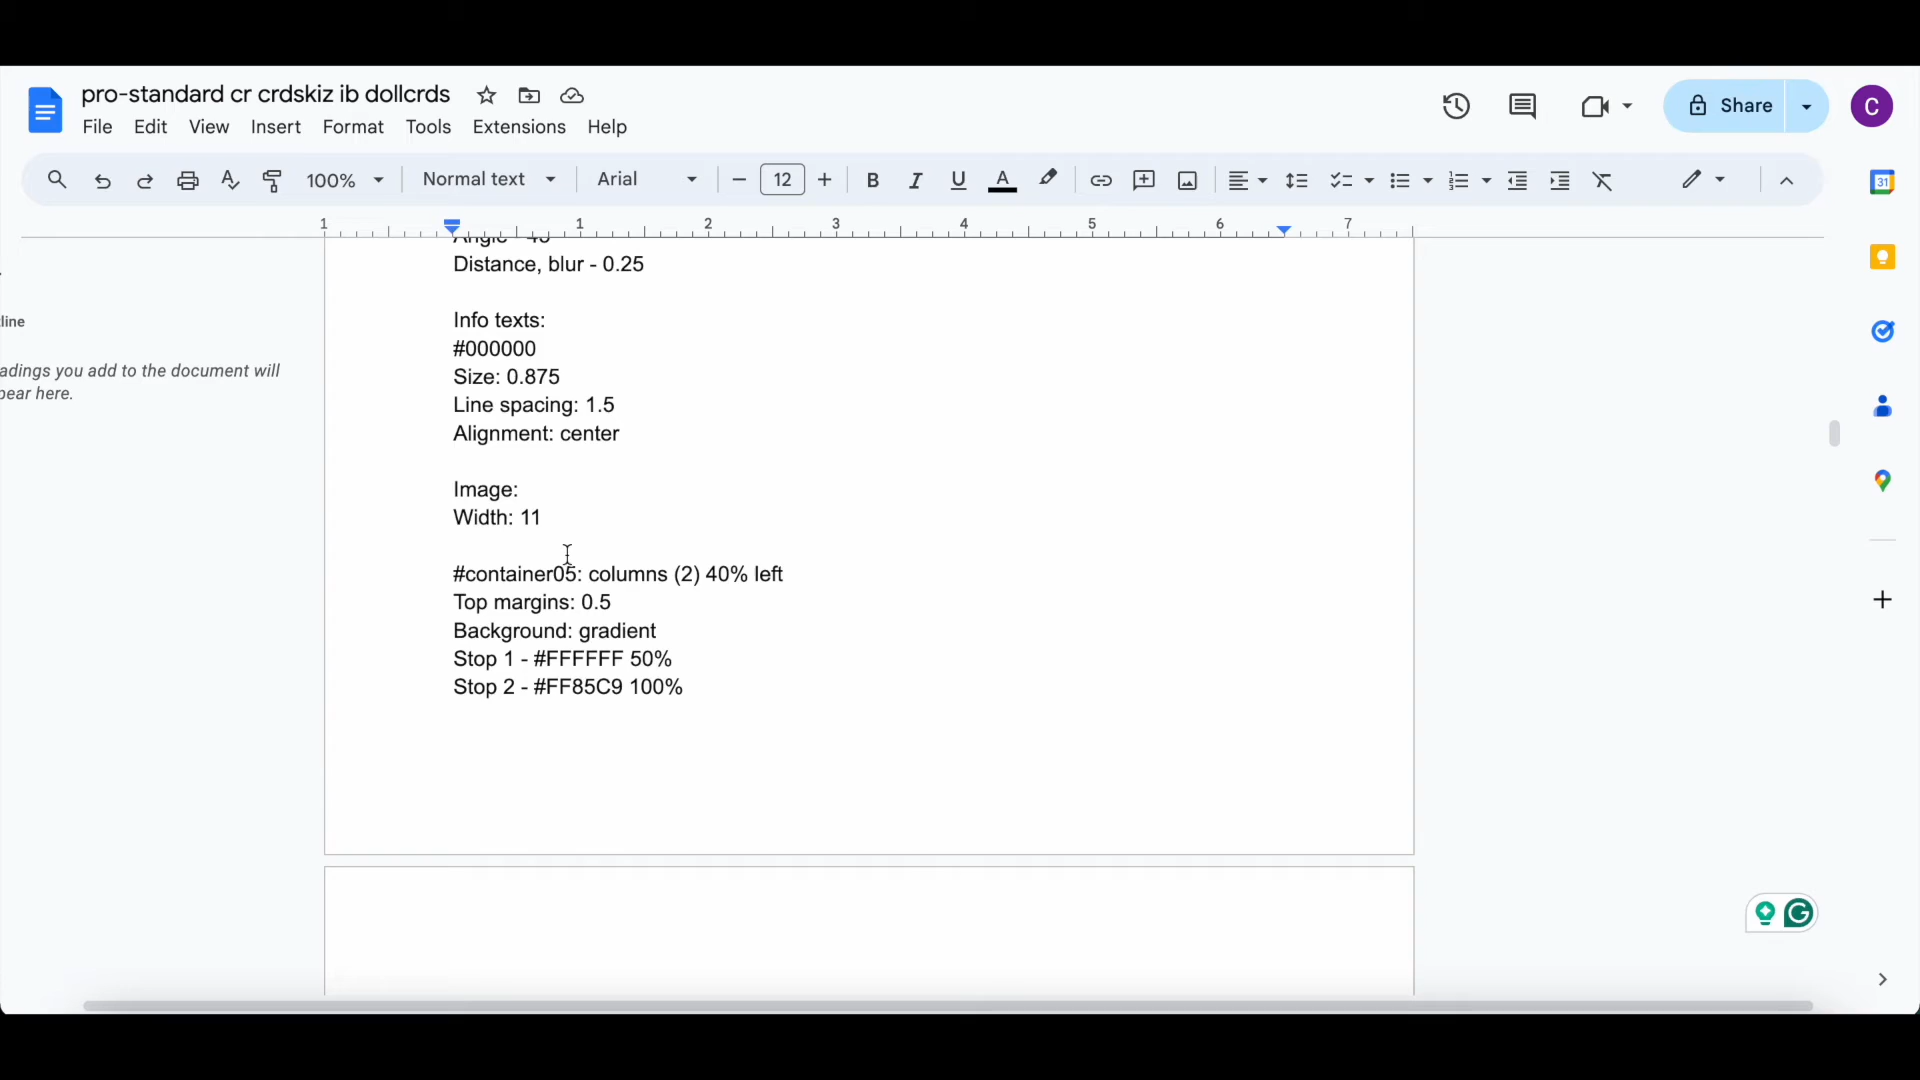 pro-standard cr crdskiz ib dollcrds
File Edit View Insert Format Tools Extensions Help
Share
C
100% Normal text Arial 12
31
1 1 2 3 4 5 6 7
Distance, blur - 0.25
Info texts:
#000000
Size: 0.875
Line spacing: 1.5
Alignment: center
Image:
Width: 11
#container05: columns (2) 40% left
Top margins: 0.5
Background: gradient
Stop 1 - #FFFFFF 50%
Stop 2 - #FF85C9 100%
line
adings you add to the document will
pear here.